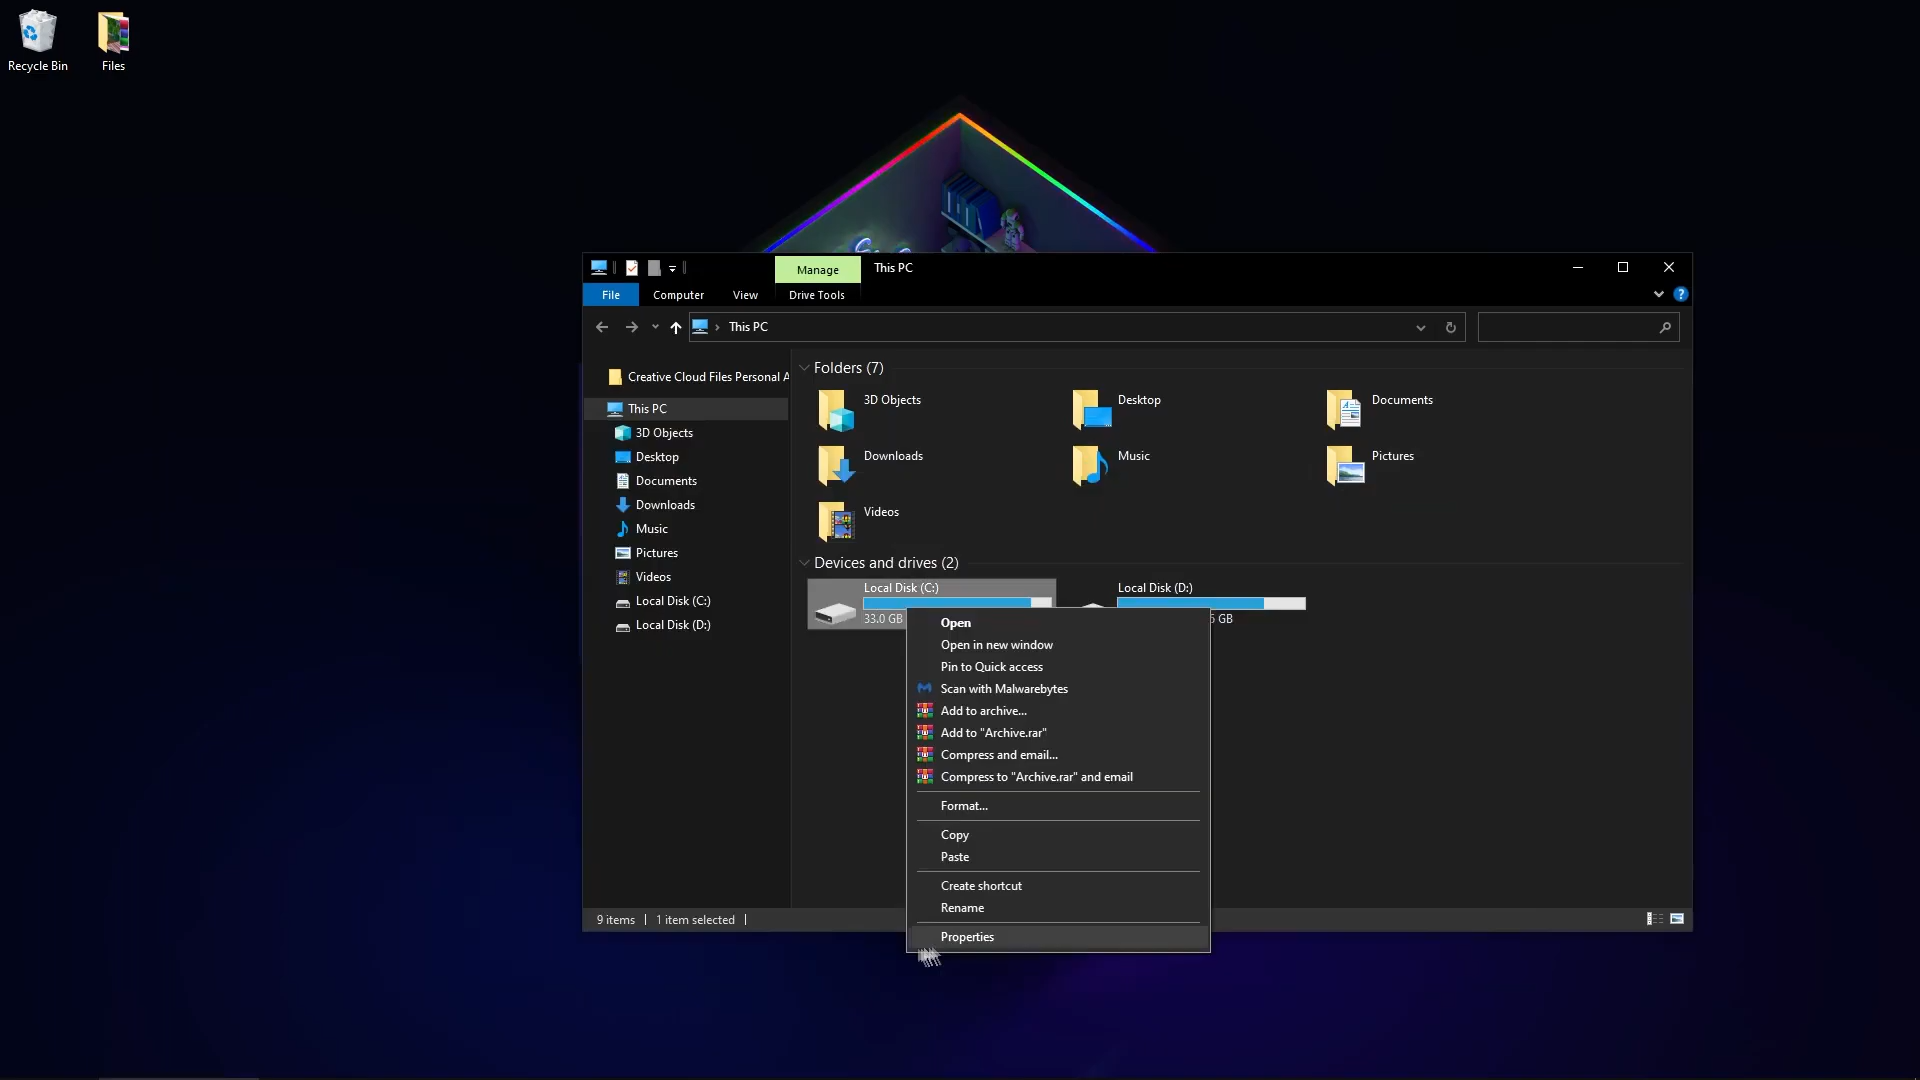 Recycle Bin
Files
Manage
This PC
File
Computer
View
Drive Tools
This PC
Creative Cloud Files Personal A
This PC
3D Objects
Desktop
Documents
Downloads
Music
Pictures
Videos
Local Disk (C:)
Local Disk (D:)
Folders (7)
3D Objects
Desktop
Documents
Downloads
Music
Pictures
Videos
Devices and drives (2)
Local Disk (C:)
33.0 GB
Local Disk (D:)
GB
Open
Open in new window
Pin to Quick access
Scan with Malwarebytes
Add to archive...
Add to "Archive.rar"
Compress and email...
Compress to "Archive.rar" and email
Format...
Copy
Paste
Create shortcut
Rename
Properties
9 items
1 item selected